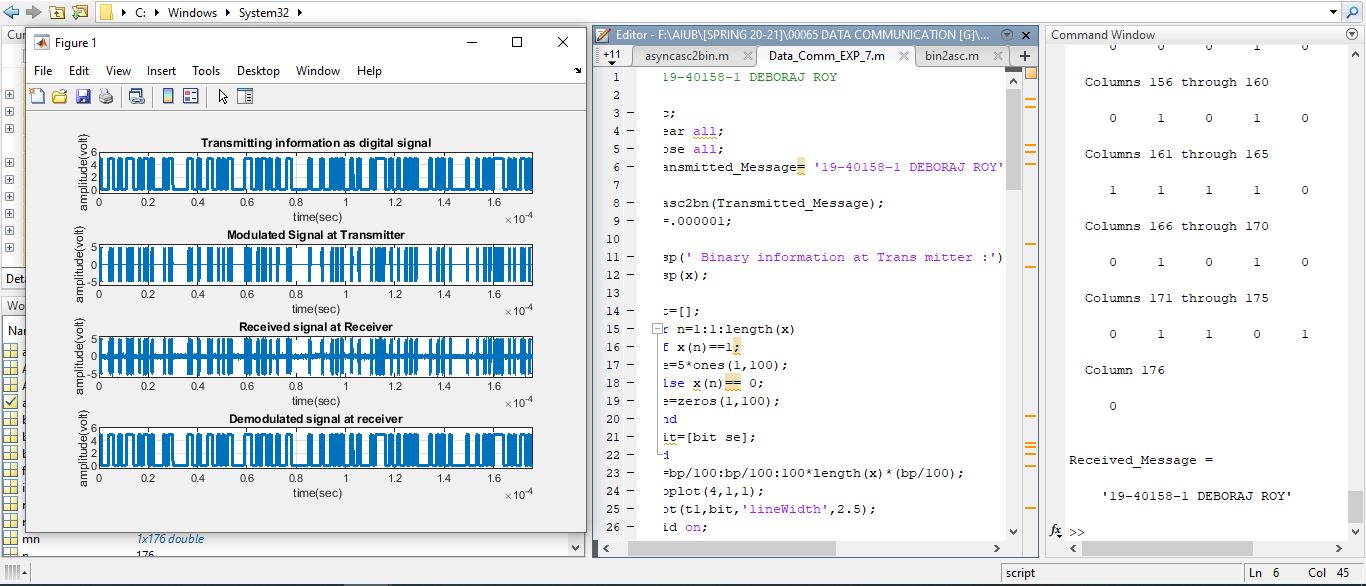 C: Windows System32
Cur
Figure 1
File Edit View Insert Tools Desktop Window Help
Transmitting information as digital signal
amplitude(volt)
6
4
2
0
0 0.2 0.4 0.6 0.8 1 1.2 1.4 1.6
time(sec)
×10-4
Modulated Signal at Transmitter
amplitude(volt)
5
0
-5
0 0.2 0.4 0.6 0.8 1 1.2 1.4 1.6
time(sec)
×10-4
Received signal at Receiver
amplitude(volt)
5
0
-5
0 0.2 0.4 0.6 0.8 1 1.2 1.4 1.6
time(sec)
×10-4
Demodulated signal at receiver
amplitude(volt)
6
4
2
0
0 0.2 0.4 0.6 0.8 1 1.2 1.4 1.6
time(sec)
×10-4
Deta
Wo
Nar
mn 1x176 double
176
Editor - F:\AIUB\[SPRING 20-21]\00065 DATA COMMUNICATION [G]\...
+11 asyncasc2bin.m Data_Comm_EXP_7.m bin2asc.m
1 19-40158-1 DEBORAJ ROY
2
3 c;
4 ear all;
5 ose all;
6 ansmitted_Message= '19-40158-1 DEBORAJ ROY'
7
8 asc2bn(Transmitted_Message);
9 =.000001;
10
11 sp(' Binary information at Trans mitter :')
12 sp(x);
13
14 t=[];
15 r n=1:1:length(x)
16 f x(n)==1;
17 e=5*ones(1,100);
18 lse x(n)== 0;
19 e=zeros(1,100);
20 nd
21 it=[bit se];
22 d
23 =bp/100:bp/100:100*length(x)*(bp/100);
24 bplot(4,1,1);
25 ot(t1,bit,'lineWidth',2.5);
26 id on;
Command Window
0 0 0 1 0
Columns 156 through 160
0 1 0 1 0
Columns 161 through 165
1 1 1 1 0
Columns 166 through 170
0 1 0 1 0
Columns 171 through 175
0 1 1 0 1
Column 176
0
Received_Message =
'19-40158-1 DEBORAJ ROY'
fx >>
script Ln 6 Col 45